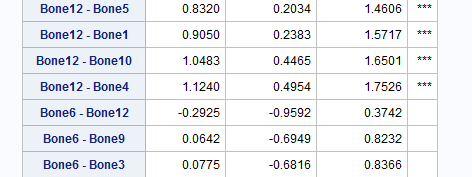 Bone12 - Bone5 0.8320 0.2034 1.4606 ***
Bone12 - Bone1 0.9050 0.2383 1.5717 ***
Bone12 - Bone10 1.0483 0.4465 1.6501 ***
Bone12 - Bone4 1.1240 0.4954 1.7526 ***
Bone6 - Bone12 -0.2925 -0.9592 0.3742
Bone6 - Bone9 0.0642 -0.6949 0.8232
Bone6 - Bone3 0.0775 -0.6816 0.8366